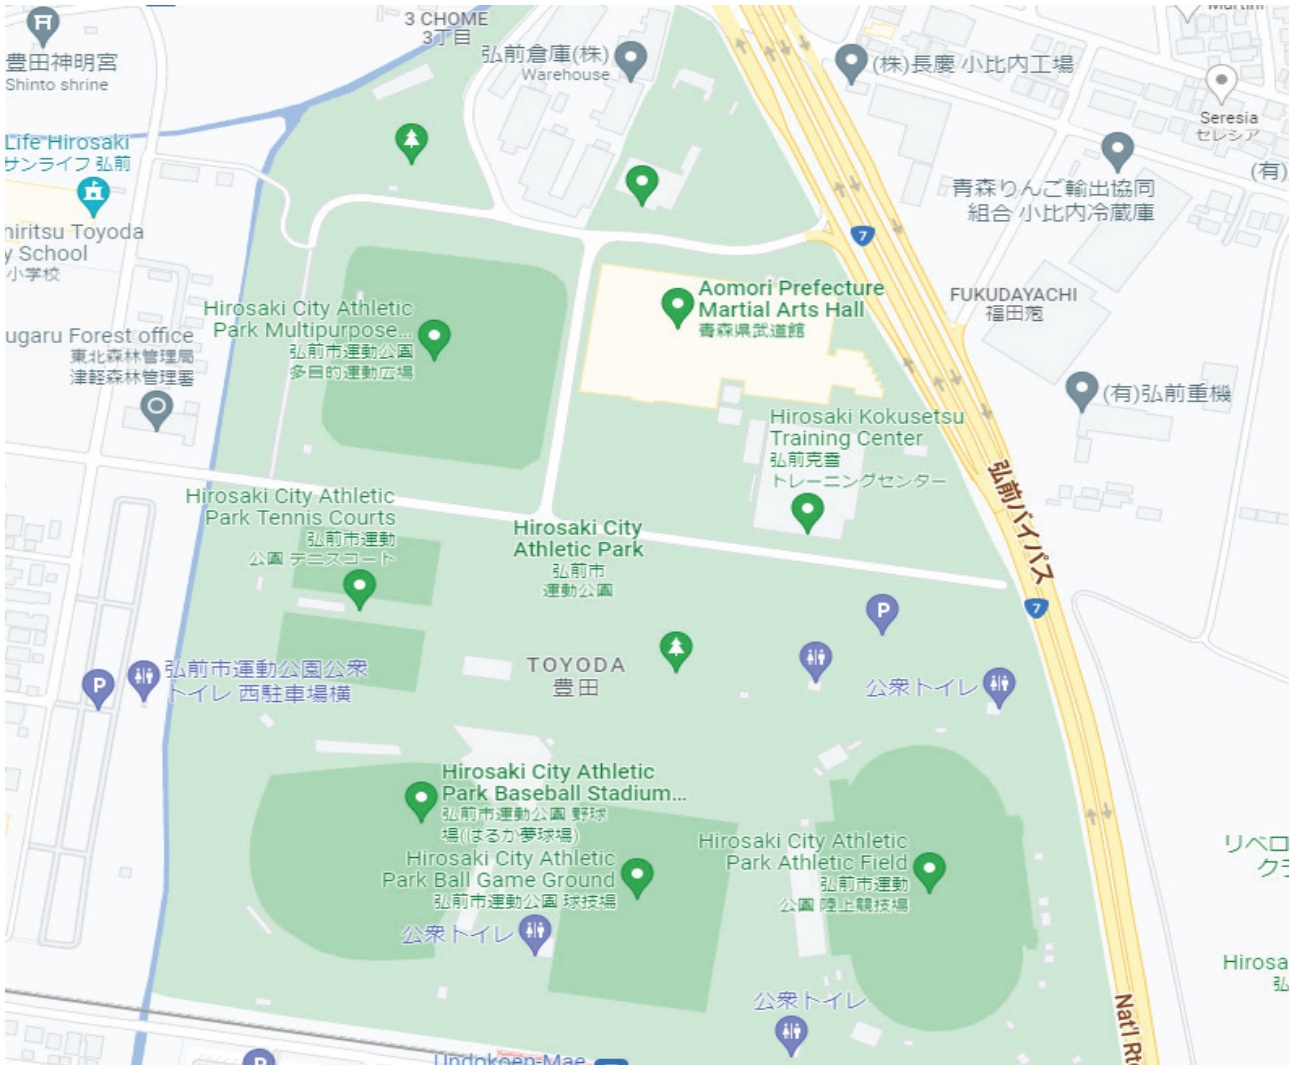 3 CHOME
3丁目
豊田神明宮
Shinto shrine
弘前倉庫(株)
Warehouse
(株)長慶 小比内工場
Seresia
セレシア
Life Hirosaki
サンライフ 弘前
青森りんご輸出協同
組合 小比内冷蔵庫
(有)
Toyoda
School
小学校
7
Hirosaki City Athletic
Park Multipurpose...
弘前市運動公園
多目的運動広場
Aomori Prefecture
Martial Arts Hall
青森県武道館
FUKUDAYACHI
Forest office
東北森林管理局
津軽森林管理署
(有)弘前重機
Hirosaki Kokusetsu
Training Center
弘前克雪
トレーニングセンター
弘前バイパス
Hirosaki City Athletic
Park Tennis Courts
弘前市運動
公園 テニスコート
Hirosaki City
Athletic Park
弘前市
運動公園
7
P
TOYODA
豊田
弘前市運動公園公衆
トイレ 西駐車場横
P
公衆トイレ
Hirosaki City Athletic
Park Baseball Stadium...
弘前市運動公園 野球
場(はるか夢球場)
Hirosaki City Athletic
Park Ball Game Ground
弘前市運動公園 球技場
公衆トイレ
Hirosaki City Athletic
Park Athletic Field
弘前市運動
公園 陸上競技場
リベロ
Hirosa
弘
公衆トイレ
Nat'l Rte
P
Undokoen-Mae